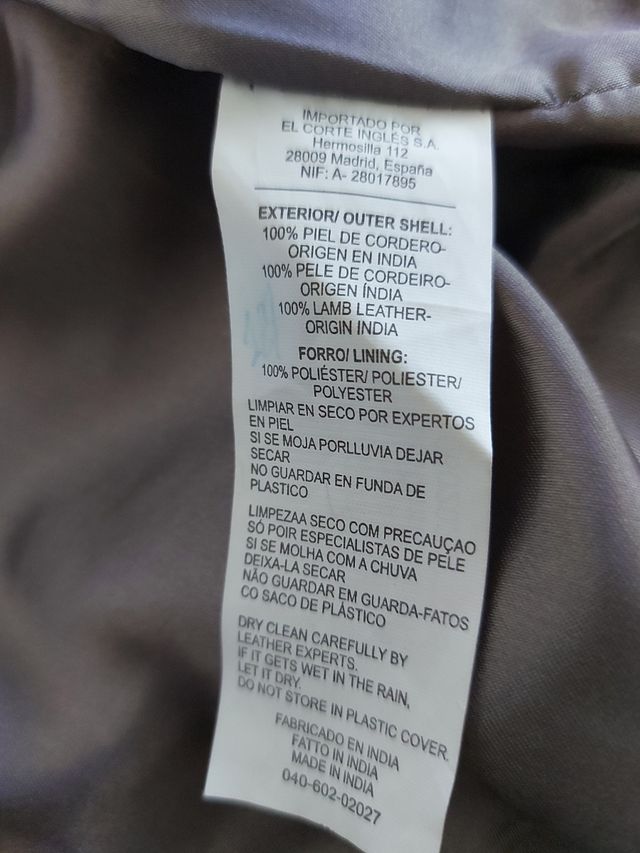 IMPORTADO POR
EL CORTE INGLÉS S.A.
Hermosilla 112
28009 Madrid, España
NIF: A- 28017895
EXTERIOR/ OUTER SHELL:
100% PIEL DE CORDERO-
ORIGEN EN INDIA
100% PELE DE CORDEIRO-
ORIGEN ÍNDIA
100% LAMB LEATHER-
ORIGIN INDIA
FORRO/ LINING:
100% POLIÉSTER/ POLIESTER/
POLYESTER
LIMPIAR EN SECO POR EXPERTOS
EN PIEL
SI SE MOJA PORLLUVIA DEJAR
SECAR
NO GUARDAR EN FUNDA DE
PLASTICO
LIMPEZAA SECO COM PRECAUÇAO
SÓ POIR ESPECIALISTAS DE PELE
SI SE MOLHA COM A CHUVA
DEIXA-LA SECAR
NÃO GUARDAR EM GUARDA-FATOS
CO SACO DE PLÁSTICO
DRY CLEAN CAREFULLY BY
LEATHER EXPERTS.
IF IT GETS WET IN THE RAIN,
LET IT DRY.
DO NOT STORE IN PLASTIC COVER.
FABRICADO EN INDIA
FATTO IN INDIA
MADE IN INDIA
040-602-02027